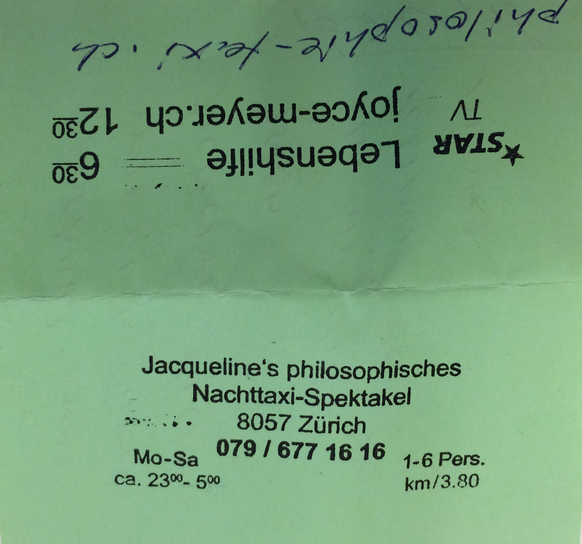 philosophie-taxi.ch
STAR Lebenshilfe 6³⁰
TV joyce-meyer.ch 12³⁰
Jacqueline's philosophisches
Nachttaxi-Spektakel
8057 Zürich
079 / 677 16 16
Mo-Sa 1-6 Pers.
ca. 23⁰⁰- 5⁰⁰ km/3.80